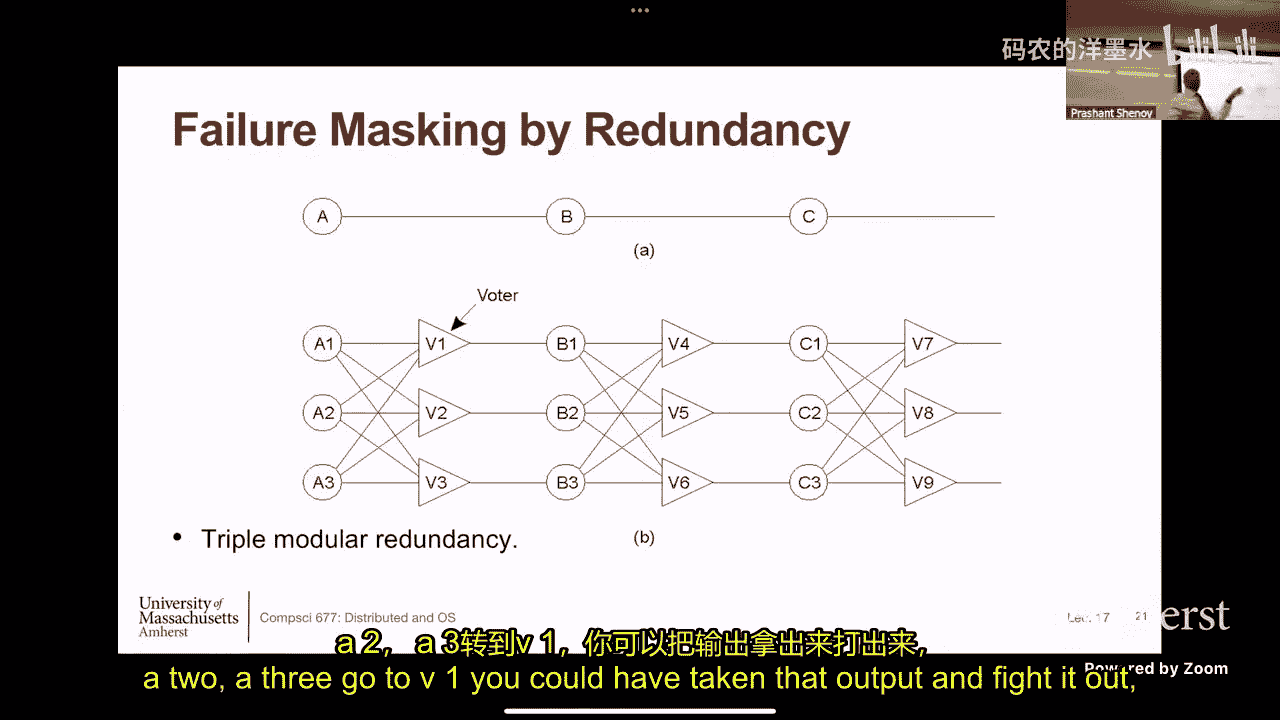 码农的洋墨水 bilibili
Prashant Shenoy
Failure Masking by Redundancy
A B C
(a)
Voter
A1 V1 B1 V4 C1 V7
A2 V2 B2 V5 C2 V8
A3 V3 B3 V6 C3 V9
• Triple modular redundancy.
(b)
University of
Massachusetts
Amherst
Compsci 677: Distributed and OS
Lec. 17
21
erst
a 2， a 3转到v 1，你可以把输出拿出来打出来，
a two, a three go to v 1 you could have taken that output and fight it out,
Powered by Zoom